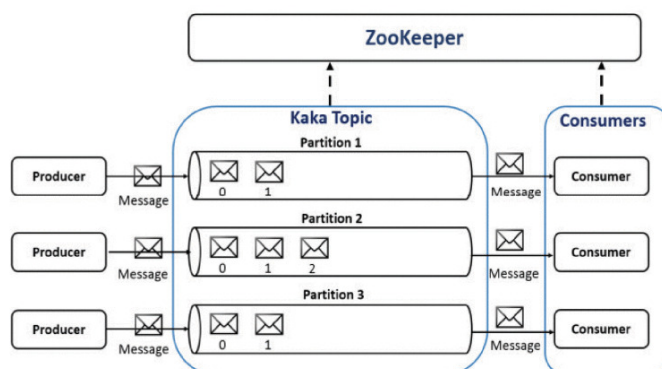 ZooKeeper
Kaka Topic
Consumers
Partition 1
Producer
Message
0 1
Message
Consumer
Partition 2
Producer
Message
0 1 2
Message
Consumer
Partition 3
Producer
Message
0 1
Message
Consumer